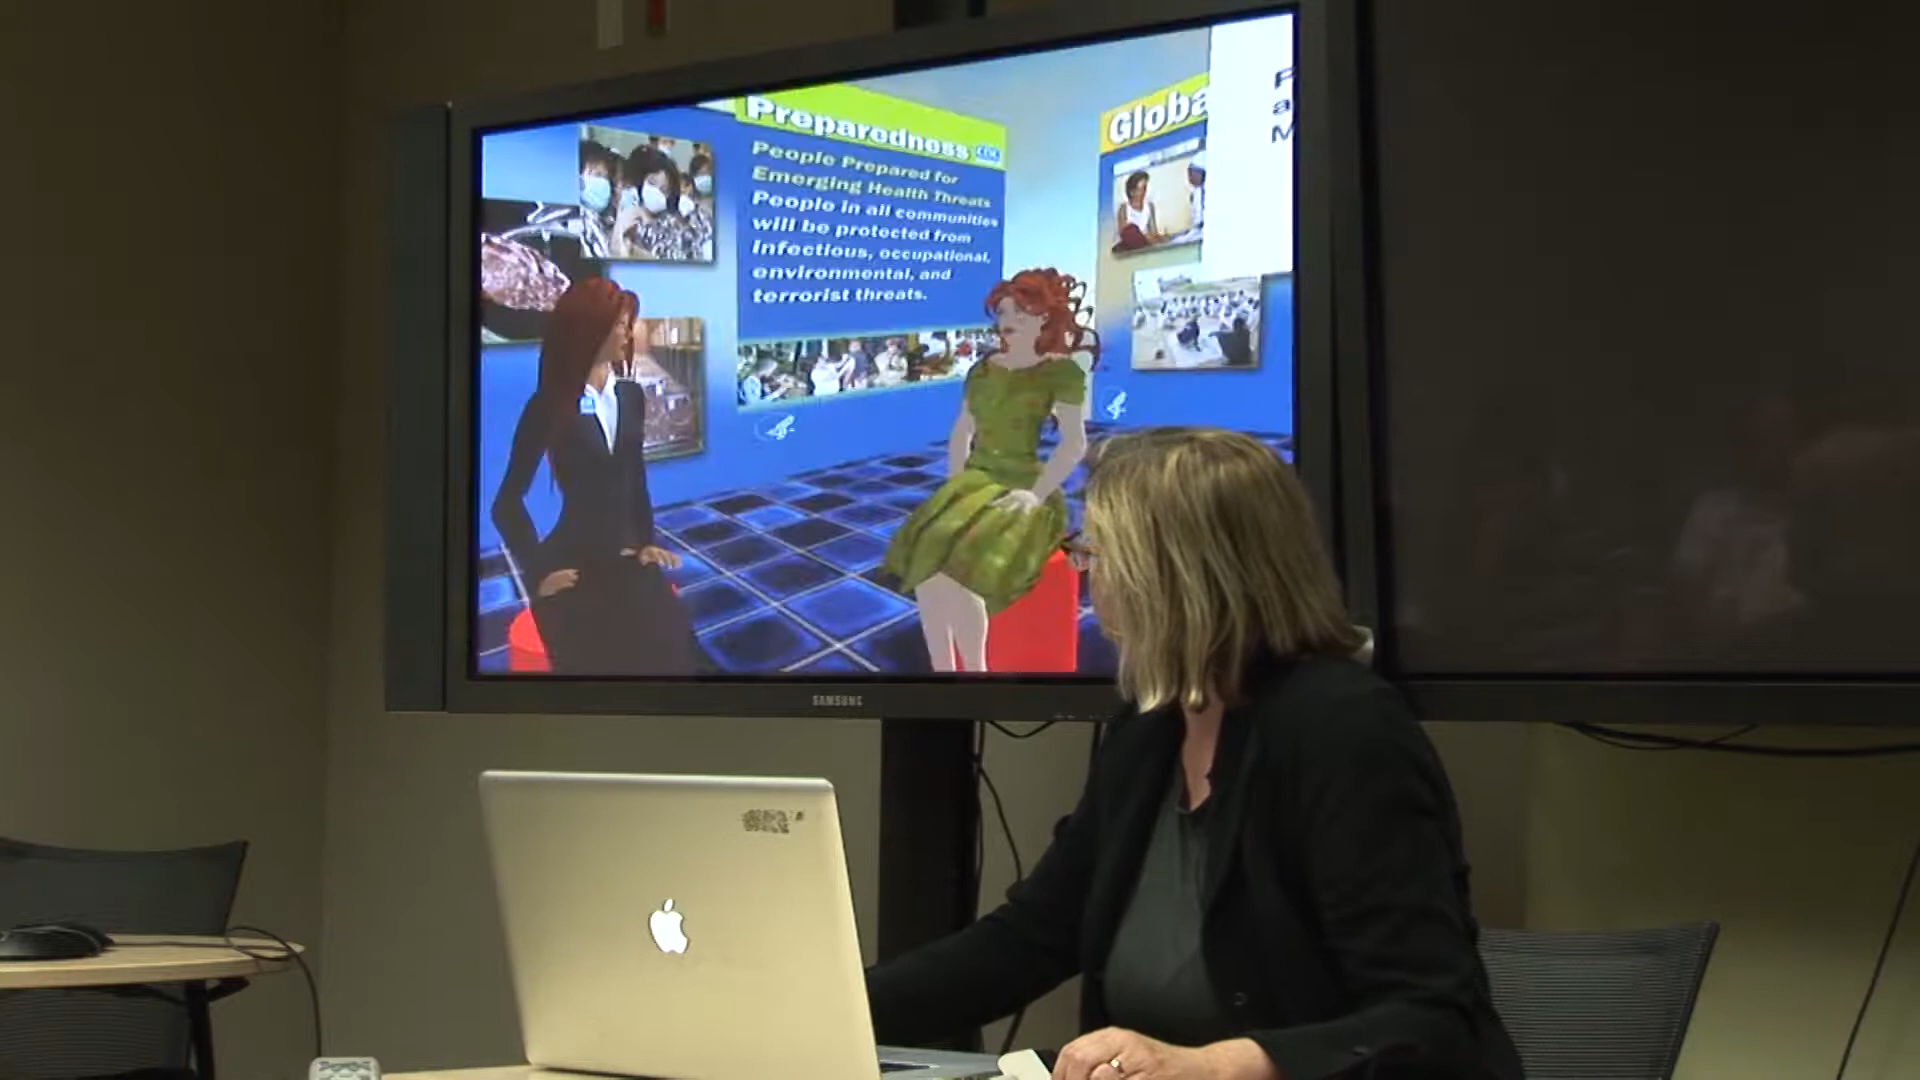 Preparedness CDC
People Prepared for
Emerging Health Threats
People in all communities
will be protected from
infectious, occupational,
environmental, and
terrorist threats.
SAMSUNG